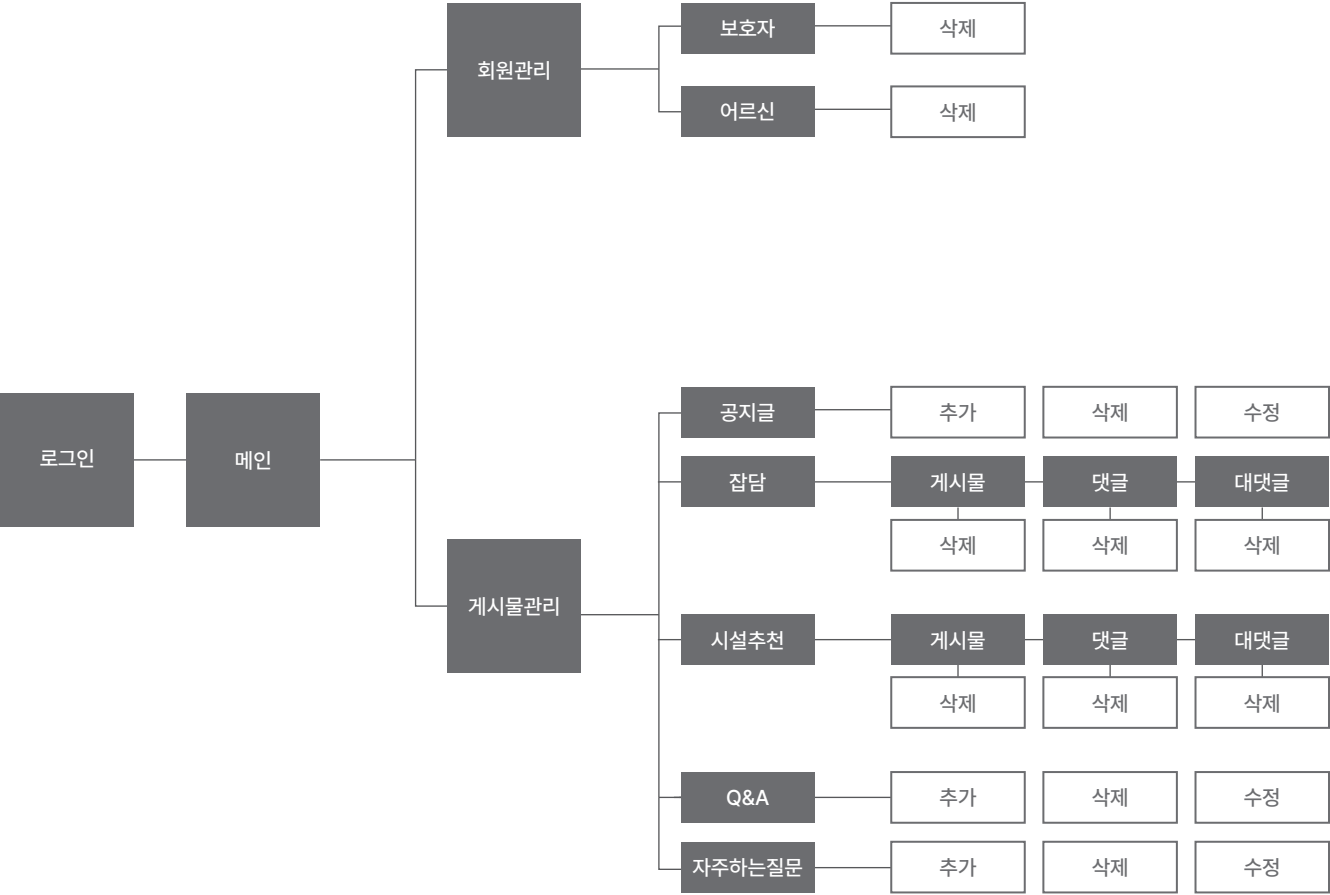 회원관리
보호자
삭제
어르신
삭제
로그인
메인
게시물관리
공지글
추가
삭제
수정
잡담
게시물
댓글
대댓글
삭제
삭제
삭제
시설추천
게시물
댓글
대댓글
삭제
삭제
삭제
Q&A
추가
삭제
수정
자주하는질문
추가
삭제
수정